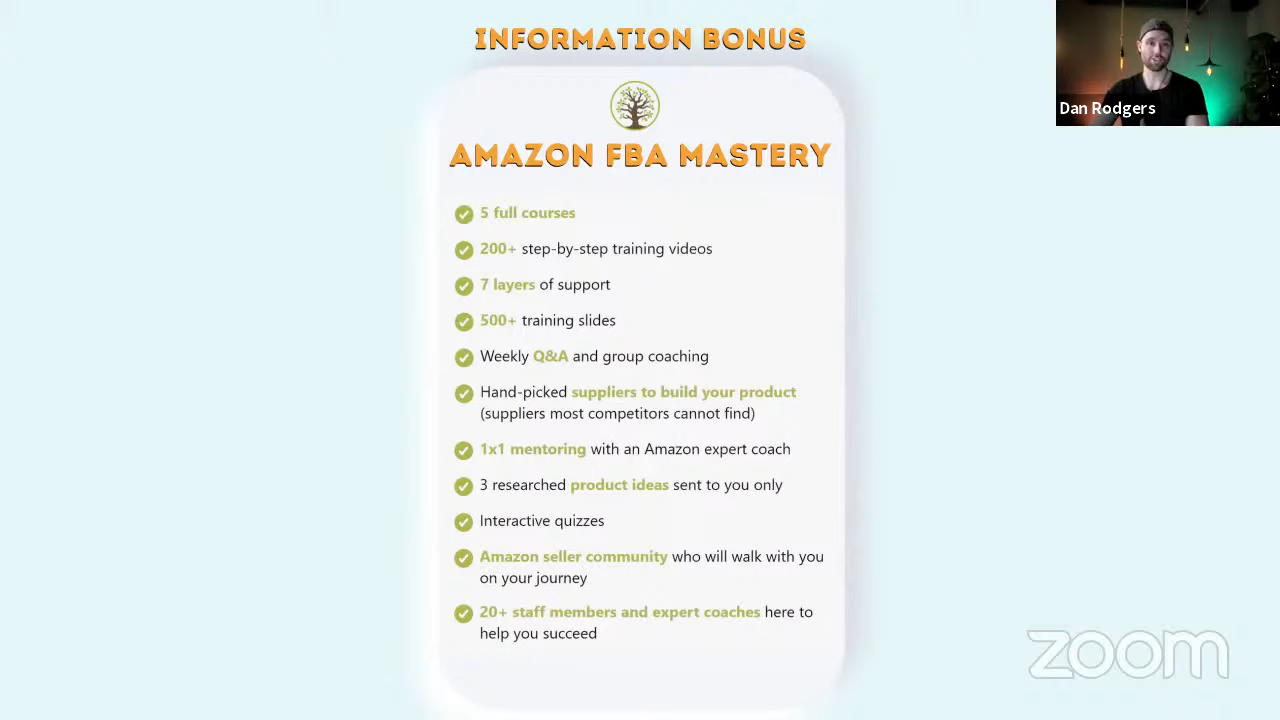 INFORMATION BONUS
Dan Rodgers
AMAZON FBA MASTERY
5 full courses
200+ step-by-step training videos
7 layers of support
500+ training slides
Weekly Q&A and group coaching
Hand-picked suppliers to build your product
(suppliers most competitors cannot find)
1x1 mentoring with an Amazon expert coach
3 researched product ideas sent to you only
Interactive quizzes
Amazon seller community who will walk with you
on your journey
20+ staff members and expert coaches here to
help you succeed
zoom